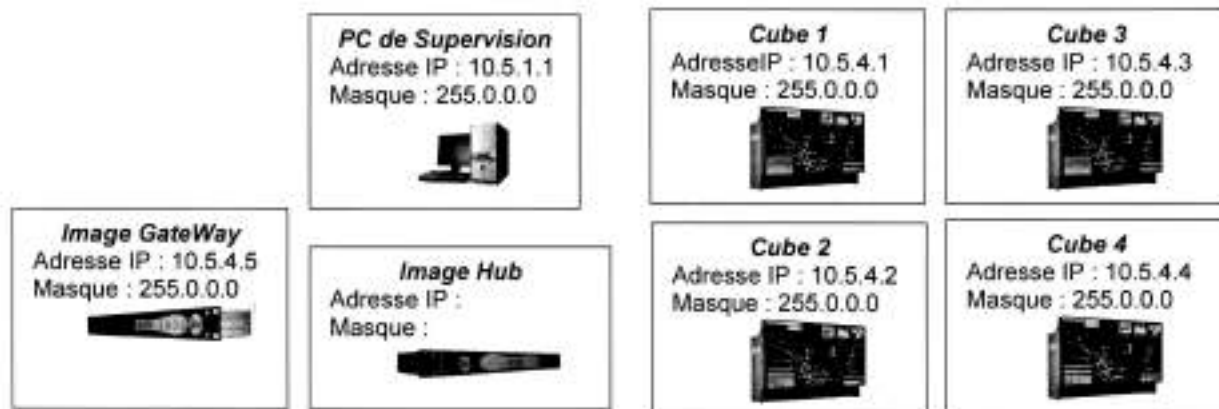 PC de Supervision
Adresse IP : 10.5.1.1
Masque : 255.0.0.0
Cube 1
AdresseIP : 10.5.4.1
Masque : 255.0.0.0
Cube 3
Adresse IP : 10.5.4.3
Masque : 255.0.0.0
Image GateWay
Adresse IP : 10.5.4.5
Masque : 255.0.0.0
Image Hub
Adresse IP :
Masque :
Cube 2
Adresse IP : 10.5.4.2
Masque : 255.0.0.0
Cube 4
Adresse IP : 10.5.4.4
Masque : 255.0.0.0